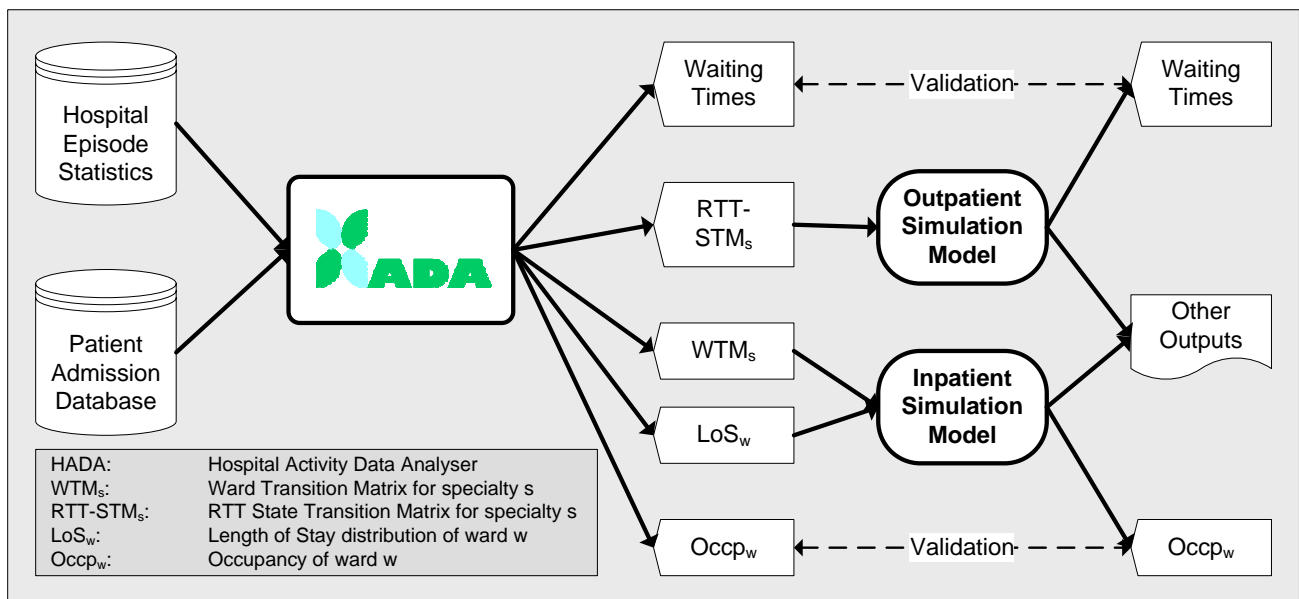 Hospital
Episode
Statistics
Patient
Admission
Database
HADA
Waiting
Times
RTT-
STMs
WTMs
LoSw
Occpw
Validation
Validation
Outpatient
Simulation
Model
Inpatient
Simulation
Model
Waiting
Times
Other
Outputs
Occpw
HADA: Hospital Activity Data Analyser
WTMs: Ward Transition Matrix for specialty s
RTT-STMs: RTT State Transition Matrix for specialty s
LoSw: Length of Stay distribution of ward w
Occpw: Occupancy of ward w